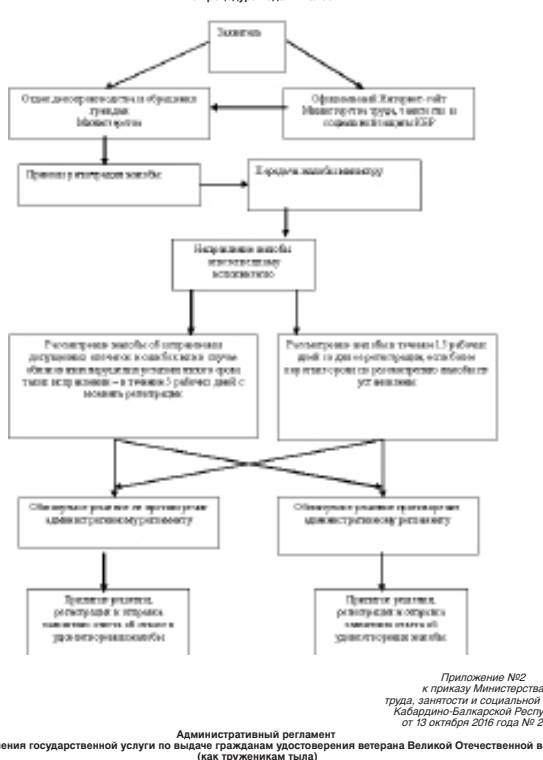 Заявитель
Отдел делопроизводства и обращения
граждан
Министерства
Официальный Интернет-сайт
Министерства труда, занятости и
социальной защиты КБР
Прием и регистрация жалобы
Передача жалобы министру
Направление жалобы
ответственному
исполнителю
Рассмотрение жалобы об исправлении
допущенных опечаток и ошибок или в случае
обжалования нарушения установленного срока
таких исправлений – в течение 5 рабочих дней с
момента регистрации
Рассмотрение жалобы в течение 15 рабочих
дней со дня ее регистрации, если более
короткие сроки по рассмотрению жалобы не
установлены
Обжалуемое решение не противоречит
административному регламенту
Обжалуемое решение противоречит
административному регламенту
Принятие решения,
регистрация и отправка
заявителю ответа об отказе в
удовлетворении жалобы
Принятие решения,
регистрация и отправка
заявителю ответа об
удовлетворении жалобы
Приложение №2
к приказу Министерства
труда, занятости и социальной
Кабардино-Балкарской Респу
от 13 октября 2016 года № 2
Административный регламент
ения государственной услуги по выдаче гражданам удостоверения ветерана Великой Отечественной в
(как труженикам тыла)